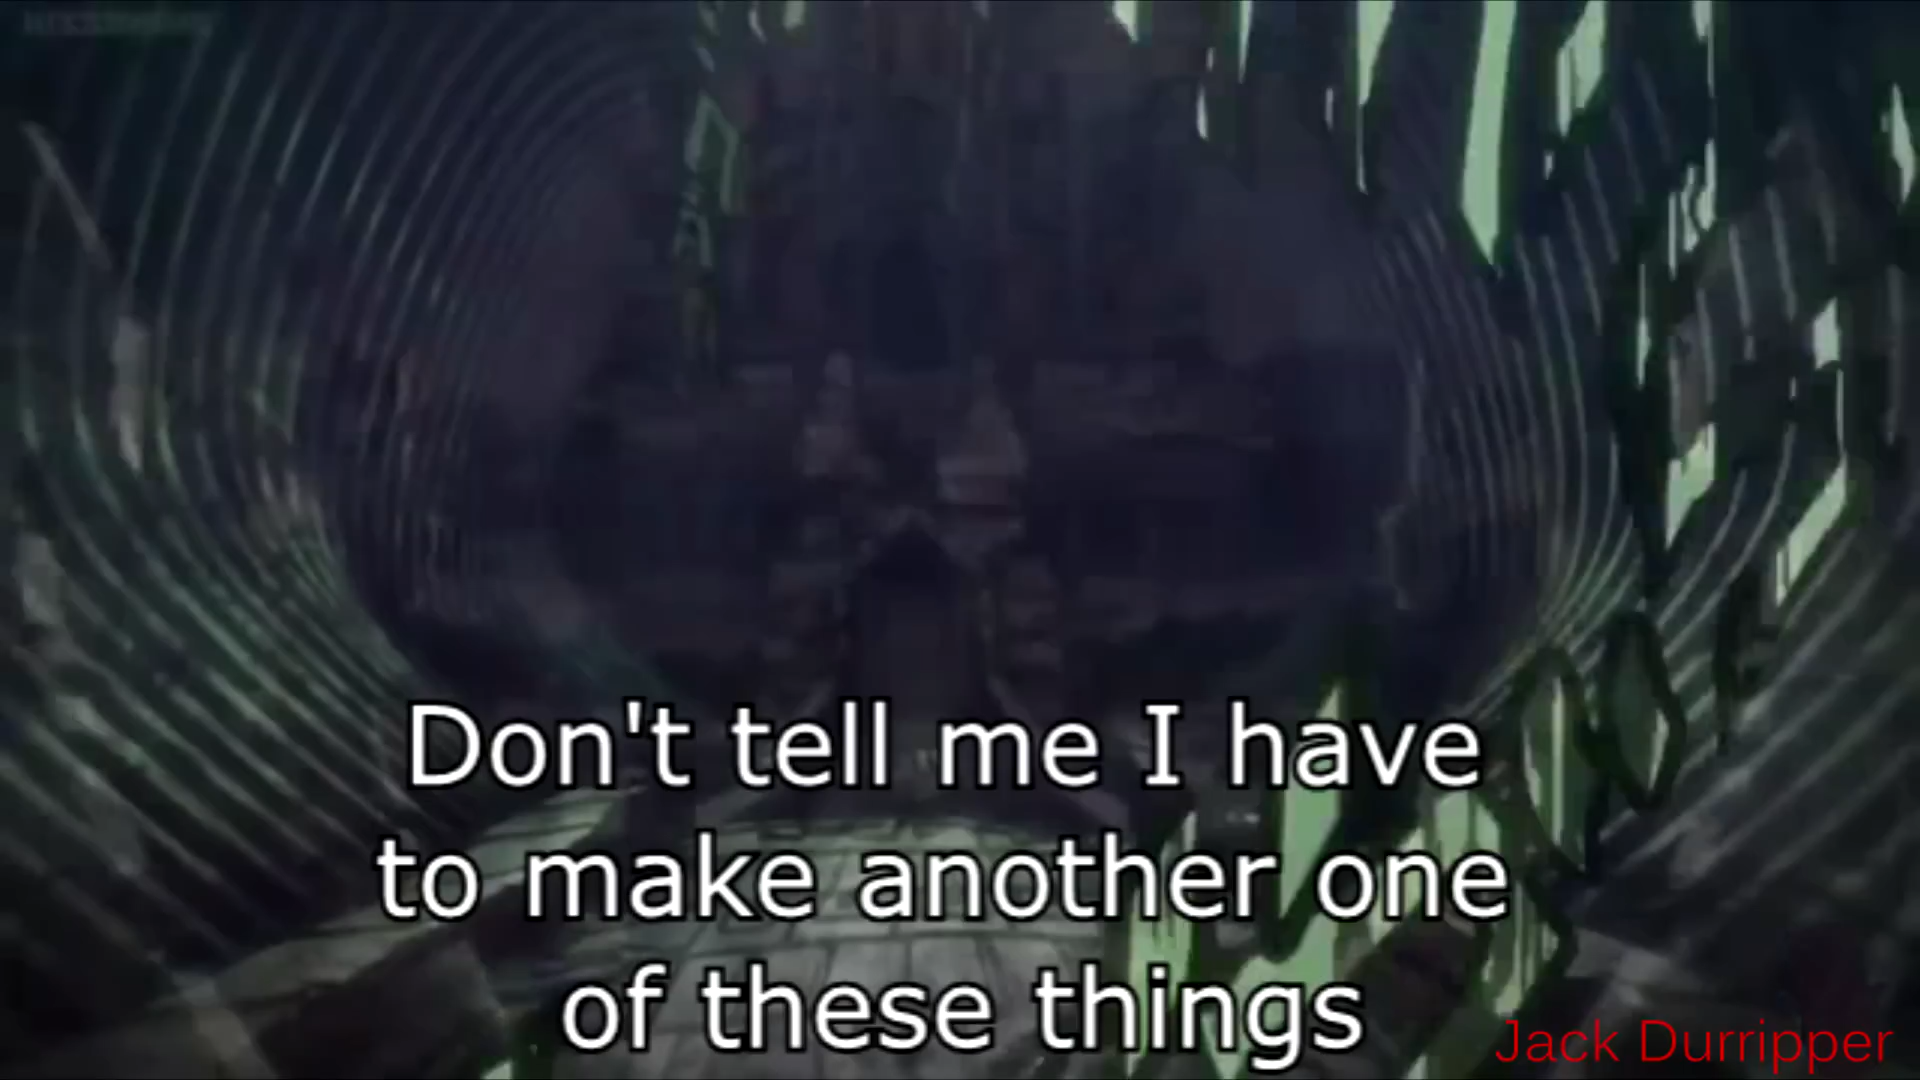 Don't tell me I have
to make another one
of these things
Jack Durripper